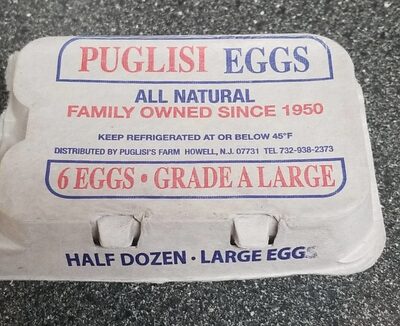 PUGLISI EGGS
ALL NATURAL
FAMILY OWNED SINCE 1950
KEEP REFRIGERATED AT OR BELOW 45°F
DISTRIBUTED BY PUGLISI'S FARM HOWELL, N.J. 07731 TEL 732-938-2373
6 EGGS • GRADE A LARGE
HALF DOZEN • LARGE EGGS